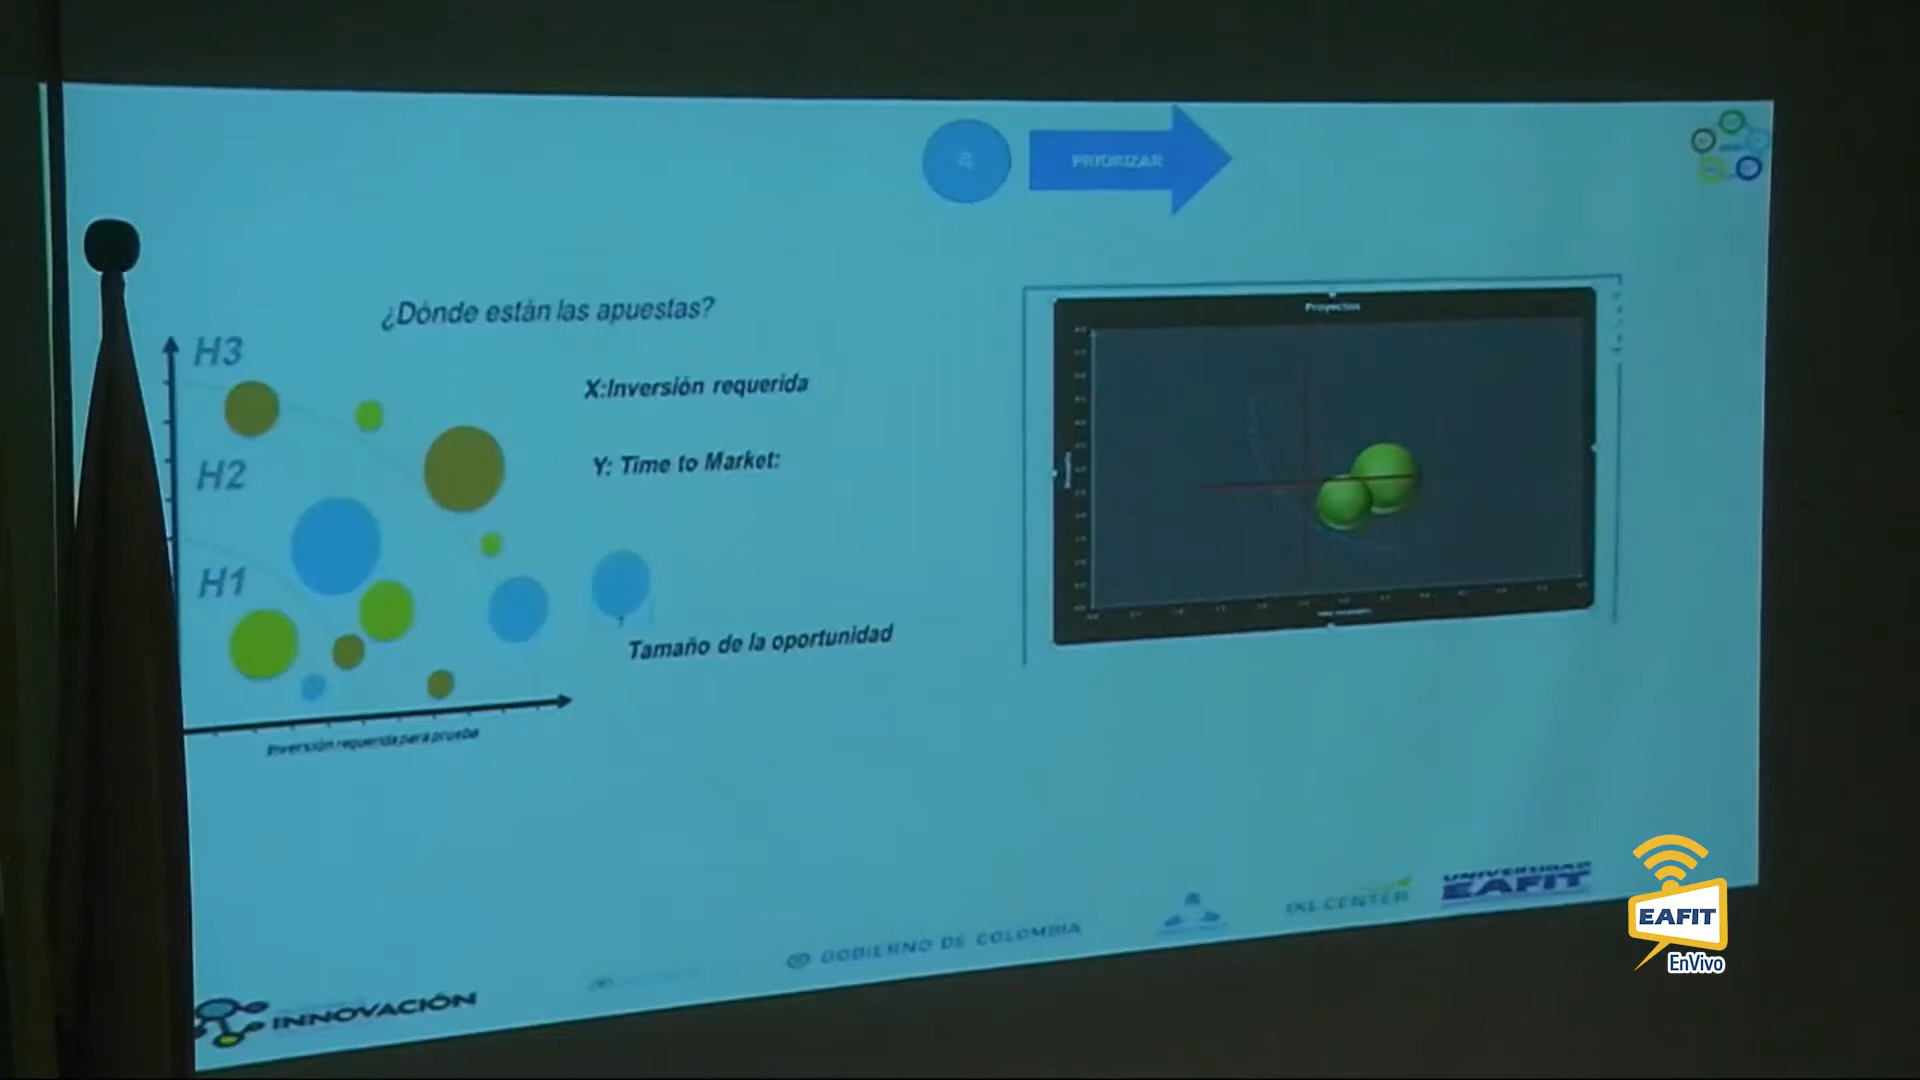 PRIORIZAR
¿Dónde están las apuestas?
H3
X:Inversión requerida
H2
Y: Time to Market:
H1
Tamaño de la oportunidad
Inversión requerida para prueba
Proyectos
INNOVACIÓN
GOBIERNO DE COLOMBIA
IXL CENTER
UNIVERSIDAD
EAFIT
EAFIT
EnVivo